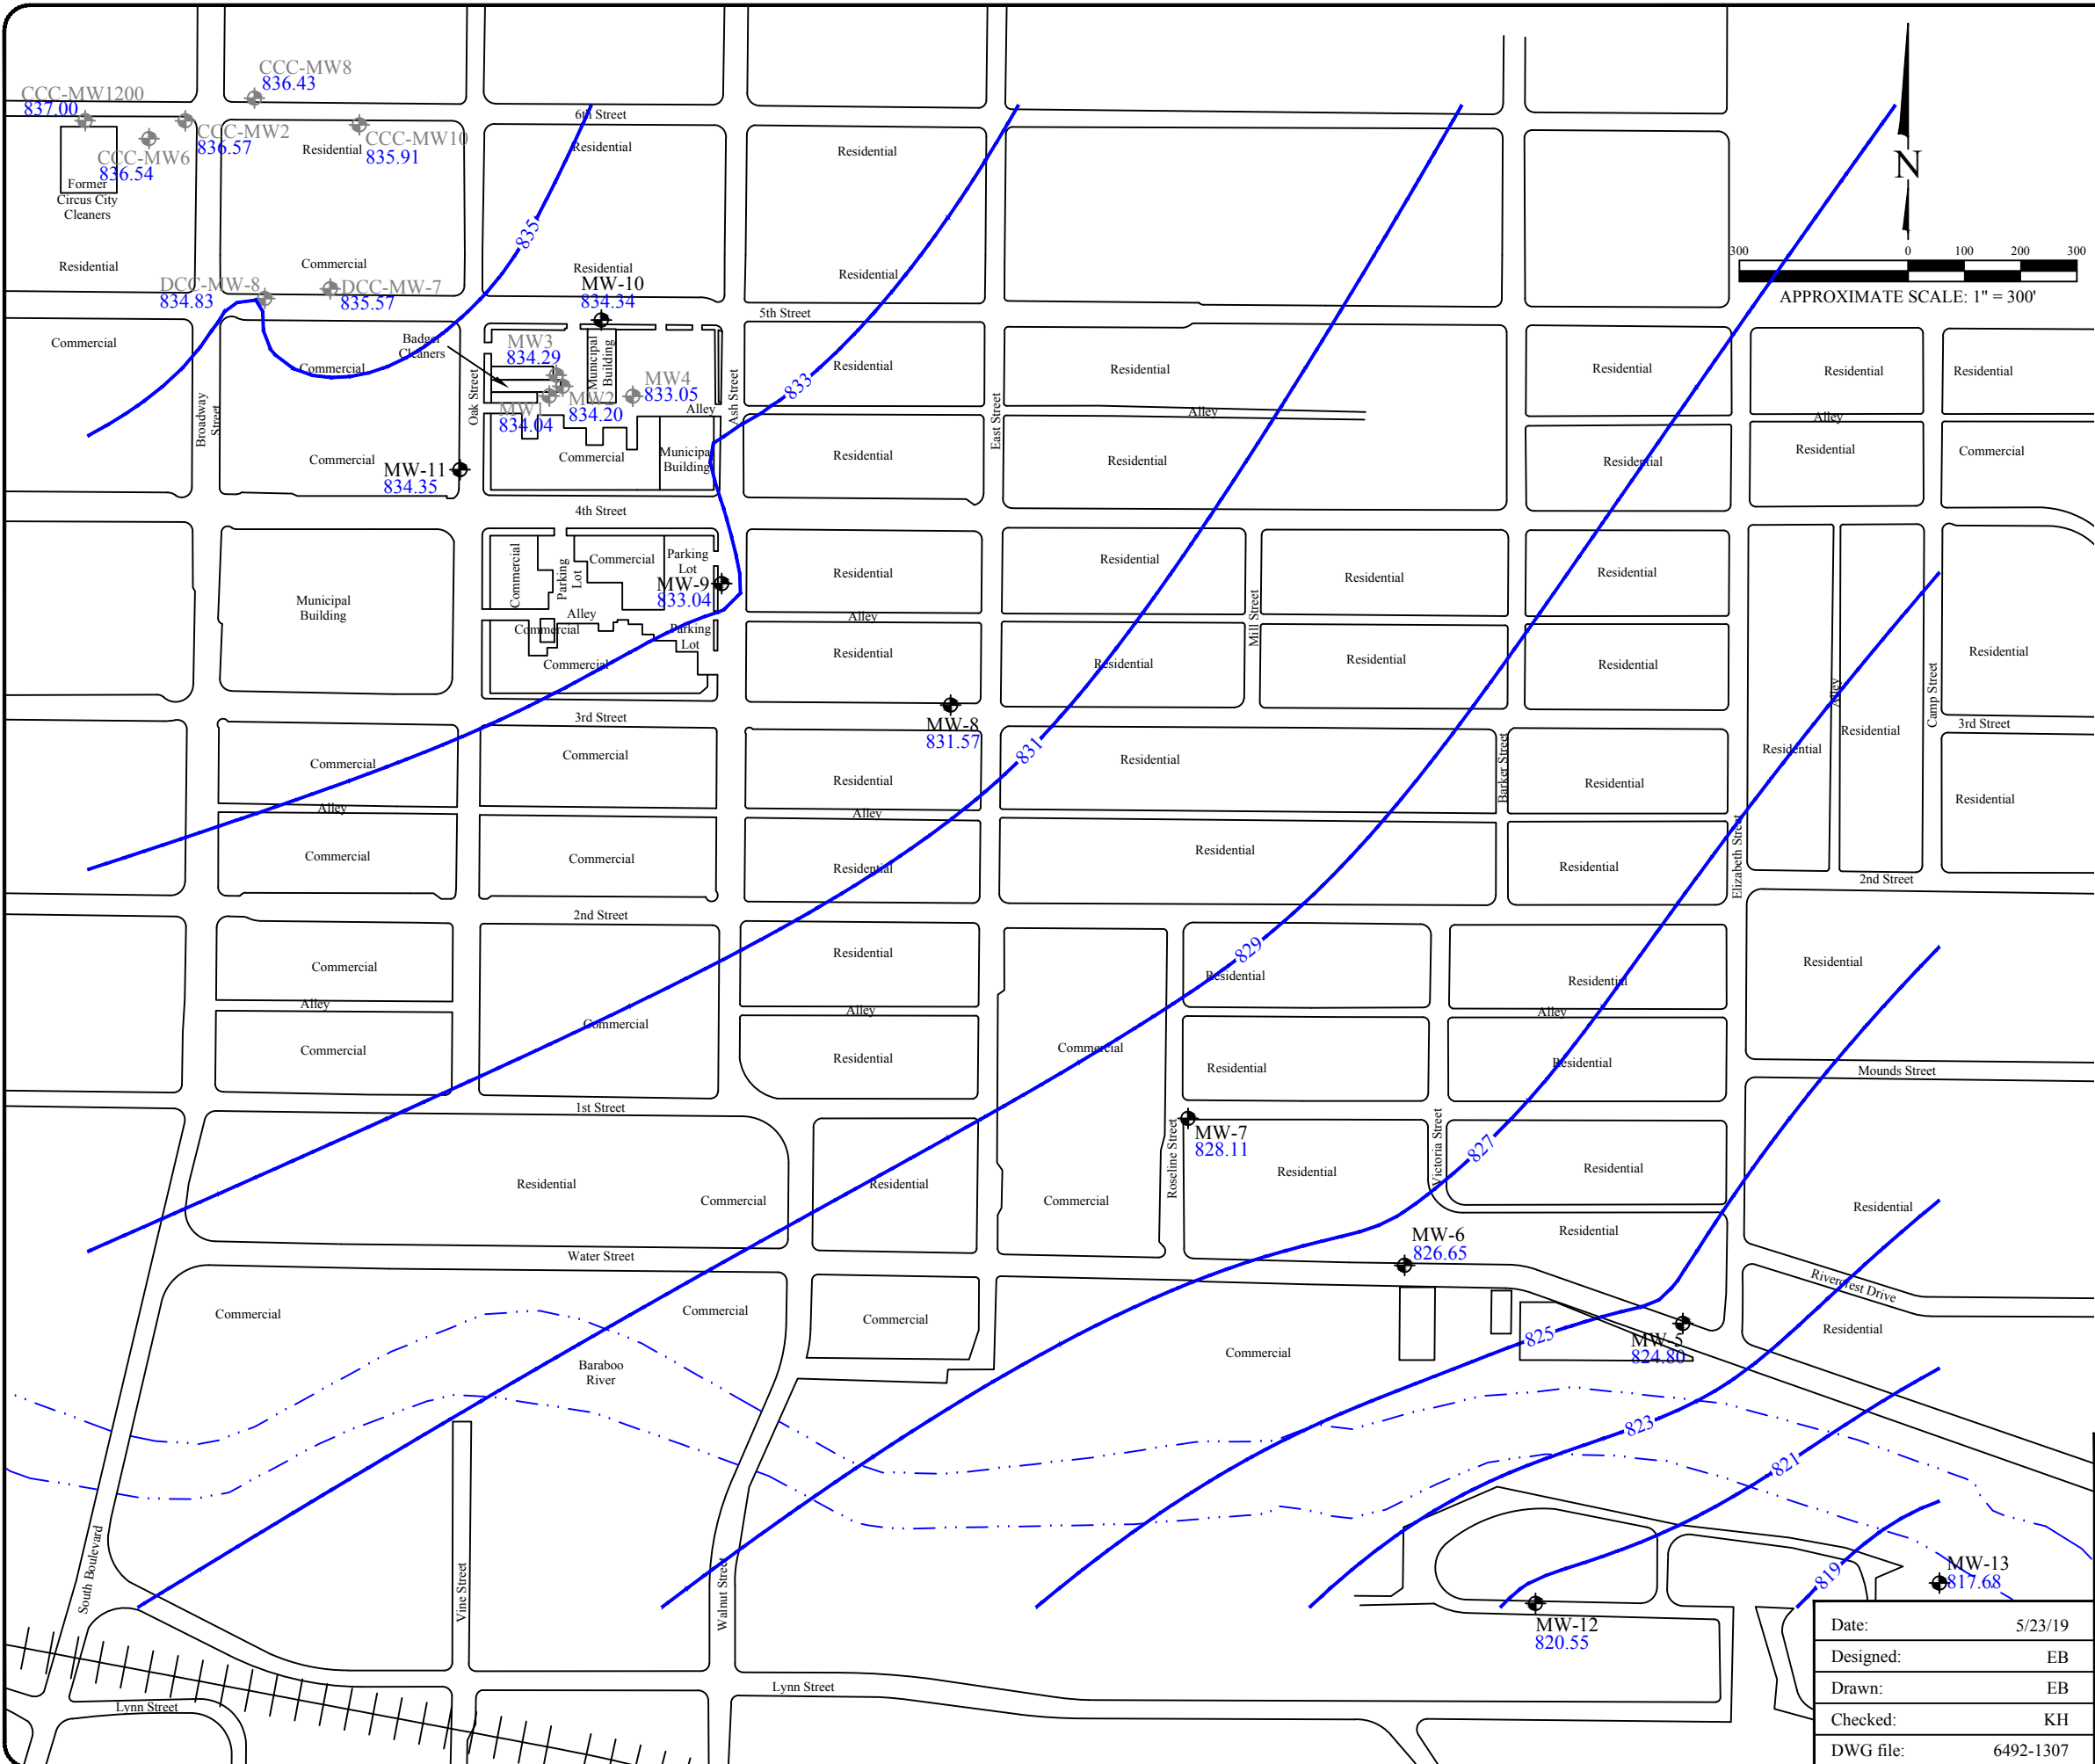 CCC-MW8
836.43
CCC-MW1200
837.00
6th Street
CCC-MW2
836.57
CCC-MW10
835.91
Residential
Residential
Residential
CCC-MW6
836.54
Former
Circus City
Cleaners
N
835
300 0 100 200 300
APPROXIMATE SCALE: 1" = 300'
Residential
Commercial
Residential
Residential
MW-10
834.34
DCC-MW-8
834.83
DCC-MW-7
835.57
5th Street
Commercial
Badger
Cleaners
Commercial
MW3
834.29
Municipal
Building
Residential
Residential
Residential
Residential
Residential
833
MW4
833.05
MW1
834.04
MW2
834.20
Alley
Alley
Alley
Broadway
Street
Oak Street
Ash Street
East Street
Commercial
MW-11
834.35
Commercial
Municipal
Building
Residential
Residential
Residential
Residential
Commercial
4th Street
Commercial
Parking
Lot
Commercial
Parking
Lot
MW-9
833.04
Residential
Residential
Residential
Residential
Municipal
Building
Alley
Alley
Mill Street
Commercial
Parking
Lot
Commercial
Residential
Residential
Residential
Residential
Residential
Alley
Camp Street
MW-8
831.57
3rd Street
3rd Street
Commercial
Commercial
Residential
831
Residential
Barker Street
Residential
Residential
Residential
Residential
Alley
Alley
Commercial
Commercial
Residential
Residential
Residential
Elizabeth Street
2nd Street
2nd Street
Commercial
Residential
829
Residential
Residential
Residential
Alley
Alley
Alley
Commercial
Commercial
Residential
Commercial
Residential
Residential
Mounds Street
1st Street
MW-7
828.11
Roseline Street
Victoria Street
827
Residential
Commercial
Residential
Commercial
Residential
Residential
Residential
Residential
Water Street
MW-6
826.65
Rivercrest Drive
Commercial
Commercial
Commercial
Commercial
825
MW-5
824.80
Residential
Baraboo
River
823
821
South Boulevard
Vine Street
Walnut Street
819
MW-13
817.68
MW-12
820.55
Lynn Street
Lynn Street
Date: 5/23/19
Designed: EB
Drawn: EB
Checked: KH
DWG file: 6492-1307